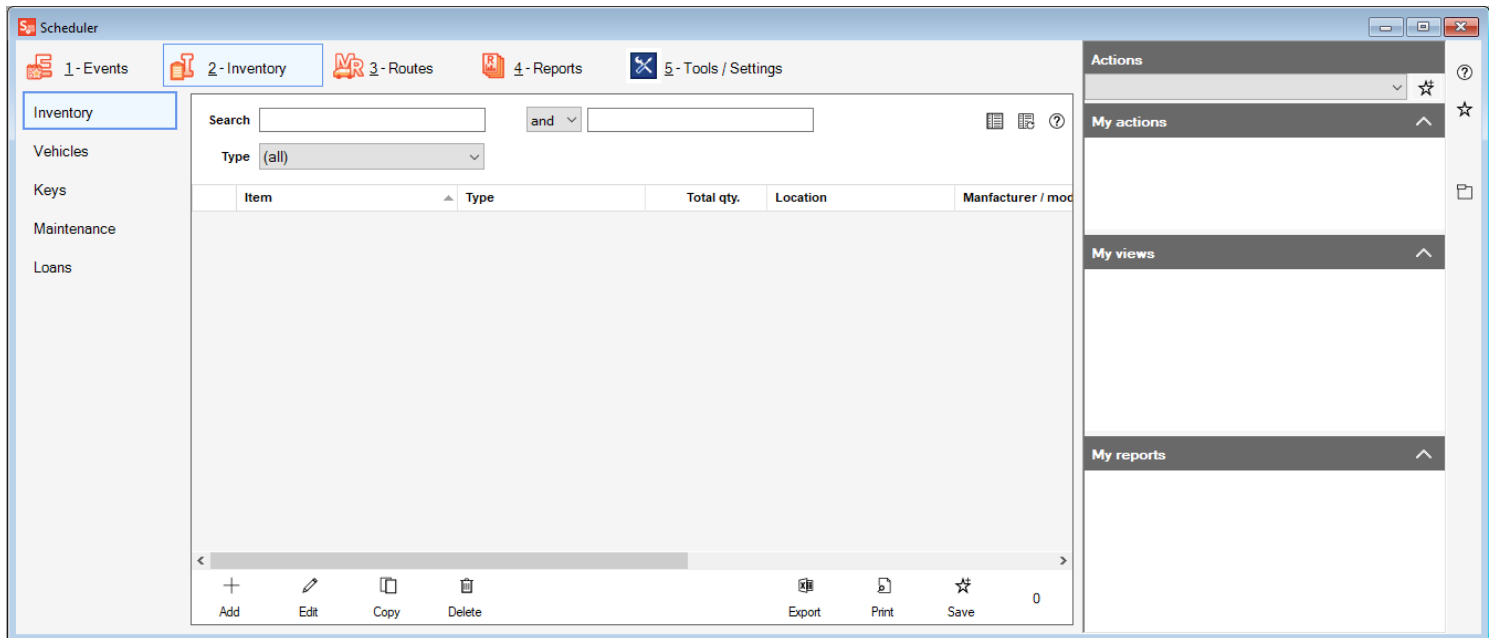 Scheduler
1 - Events
2 - Inventory
3 - Routes
4 - Reports
5 - Tools / Settings
Inventory
Vehicles
Keys
Maintenance
Loans
Search
and
Type (all)
Item Type Total qty. Location Manfacturer / mod
Add Edit Copy Delete Export Print Save 0
Actions
My actions
My views
My reports